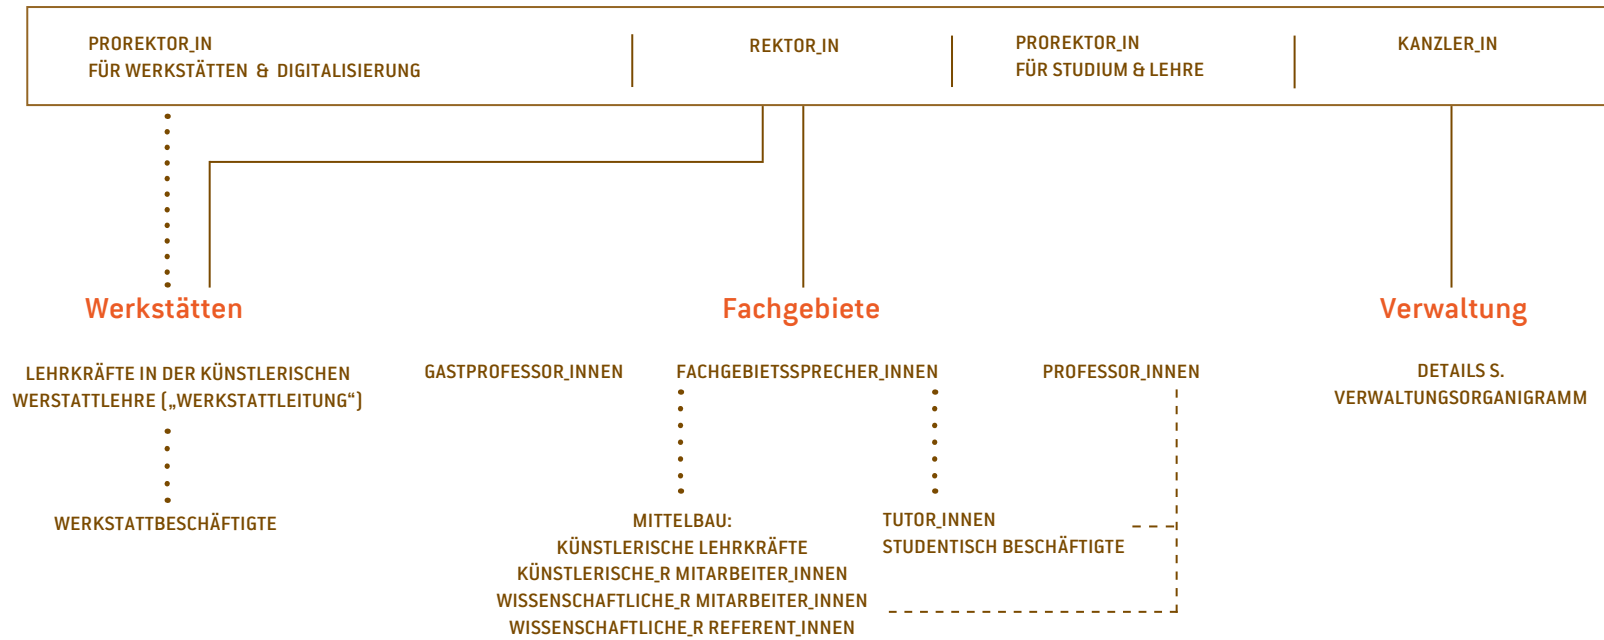 PROREKTOR_IN
FÜR WERKSTÄTTEN & DIGITALISIERUNG
REKTOR_IN
PROREKTOR_IN
FÜR STUDIUM & LEHRE
KANZLER_IN
Werkstätten
Fachgebiete
Verwaltung
LEHRKRÄFTE IN DER KÜNSTLERISCHEN
WERSTATTLEHRE („WERKSTATTLEITUNG“)
GASTPROFESSOR_INNEN
FACHGEBIETSSPRECHER_INNEN
PROFESSOR_INNEN
DETAILS S.
VERWALTUNGSORGANIGRAMM
WERKSTATTBESCHÄFTIGTE
MITTELBAU:
KÜNSTLERISCHE LEHRKRÄFTE
KÜNSTLERISCHE_R MITARBEITER_INNEN
WISSENSCHAFTLICHE_R MITARBEITER_INNEN
WISSENSCHAFTLICHE_R REFERENT_INNEN
TUTOR_INNEN
STUDENTISCH BESCHÄFTIGTE